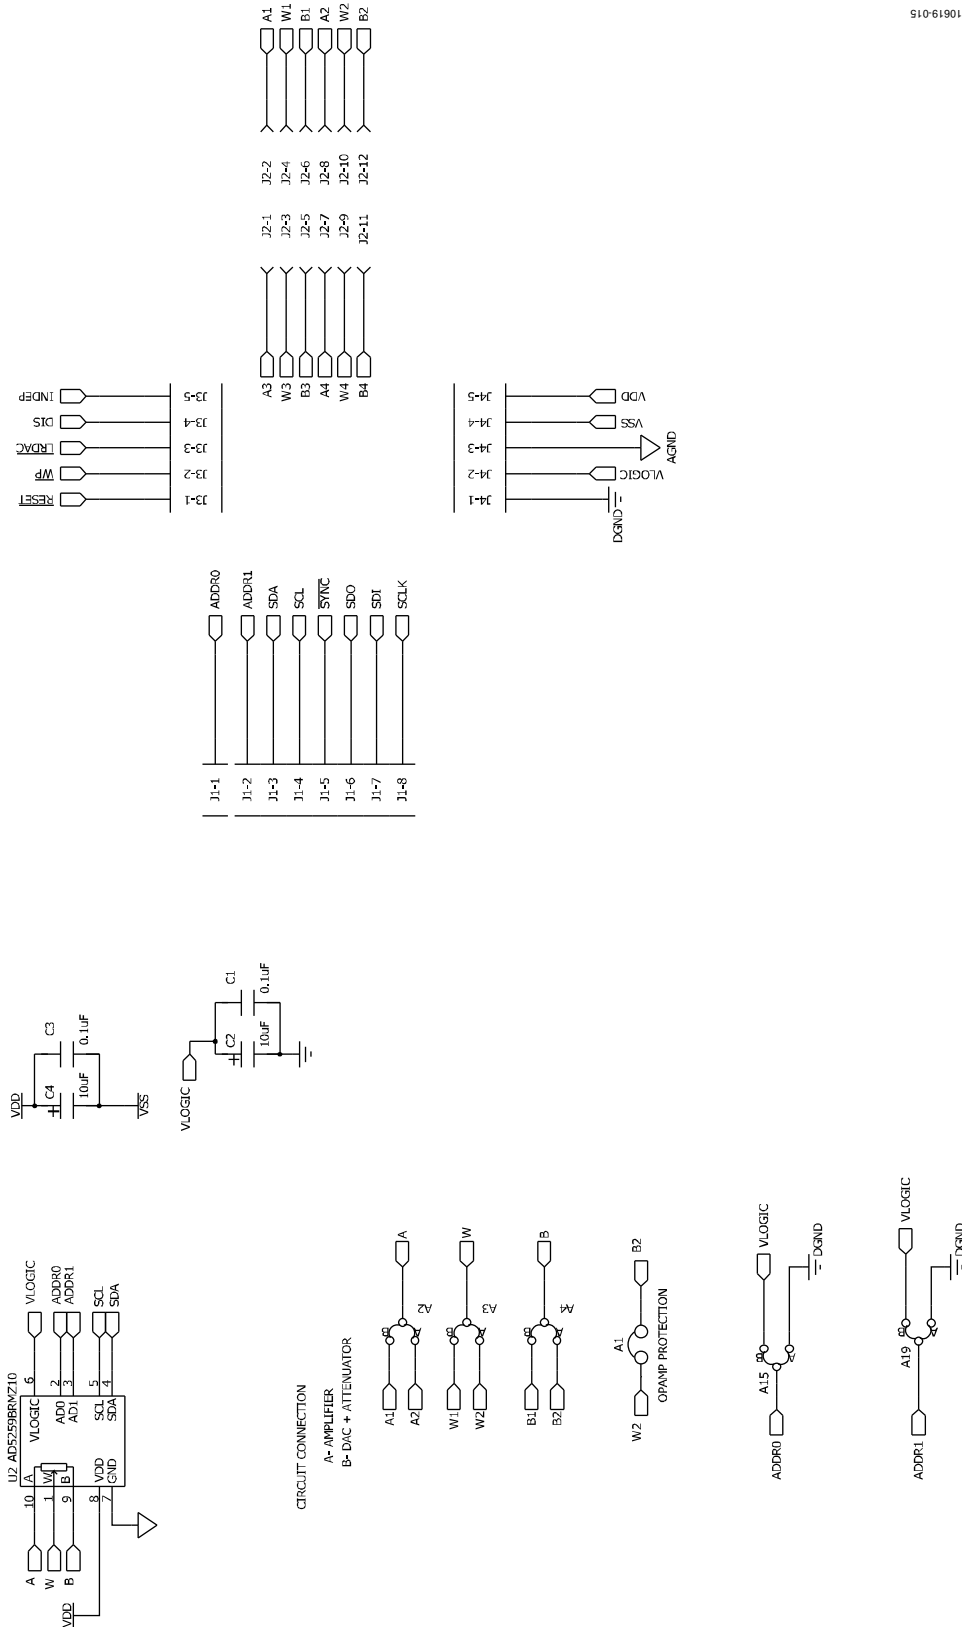 10619-015
A1
W1
B1
A2
W2
B2
J2-2
J2-4
J2-6
J2-8
J2-10
J2-12
J2-1
J2-3
J2-5
J2-7
J2-9
J2-11
A3
W3
B3
A4
W4
B4
INDEP
DIS
LRDAC
WP
RESET
J3-5
J3-4
J3-3
J3-2
J3-1
J4-5
J4-4
J4-3
J4-2
J4-1
VDD
VSS
AGND
VLOGIC
DGND
ADDR0
ADDR1
SDA
SCL
SYNC
SDO
SDI
SCLK
J1-1
J1-2
J1-3
J1-4
J1-5
J1-6
J1-7
J1-8
VDD
C4
10uF
C3
0.1uF
VSS
VLOGIC
C2
10uF
C1
0.1uF
U2 AD5259BRMZ10
VLOGIC
ADDR0
ADDR1
SCL
SDA
6
2
3
5
4
VLOGIC
AD0
AD1
SCL
SDA
A
W
B
VDD
GND
10
1
9
8
7
A
W
B
VDD
CIRCUIT CONNECTION
A- AMPLIFIER
B- DAC + ATTENUATOR
A1
A2
B
A
A2
A
W1
W2
B
A
A3
W
B1
B2
B
A
A4
B
W2
A1
B2
OPAMP PROTECTION
ADDR0
A15
B
A
VLOGIC
DGND
ADDR1
A19
B
A
VLOGIC
DGND